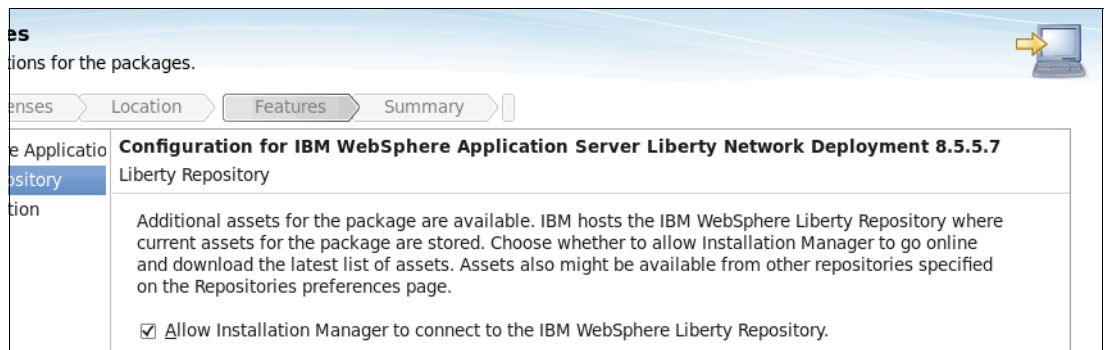 es
tions for the packages.
enses
Location
Features
Summary
e Applicatio
ository
tion
Configuration for IBM WebSphere Application Server Liberty Network Deployment 8.5.5.7
Liberty Repository
Additional assets for the package are available. IBM hosts the IBM WebSphere Liberty Repository where
current assets for the package are stored. Choose whether to allow Installation Manager to go online
and download the latest list of assets. Assets also might be available from other repositories specified
on the Repositories preferences page.
Allow Installation Manager to connect to the IBM WebSphere Liberty Repository.